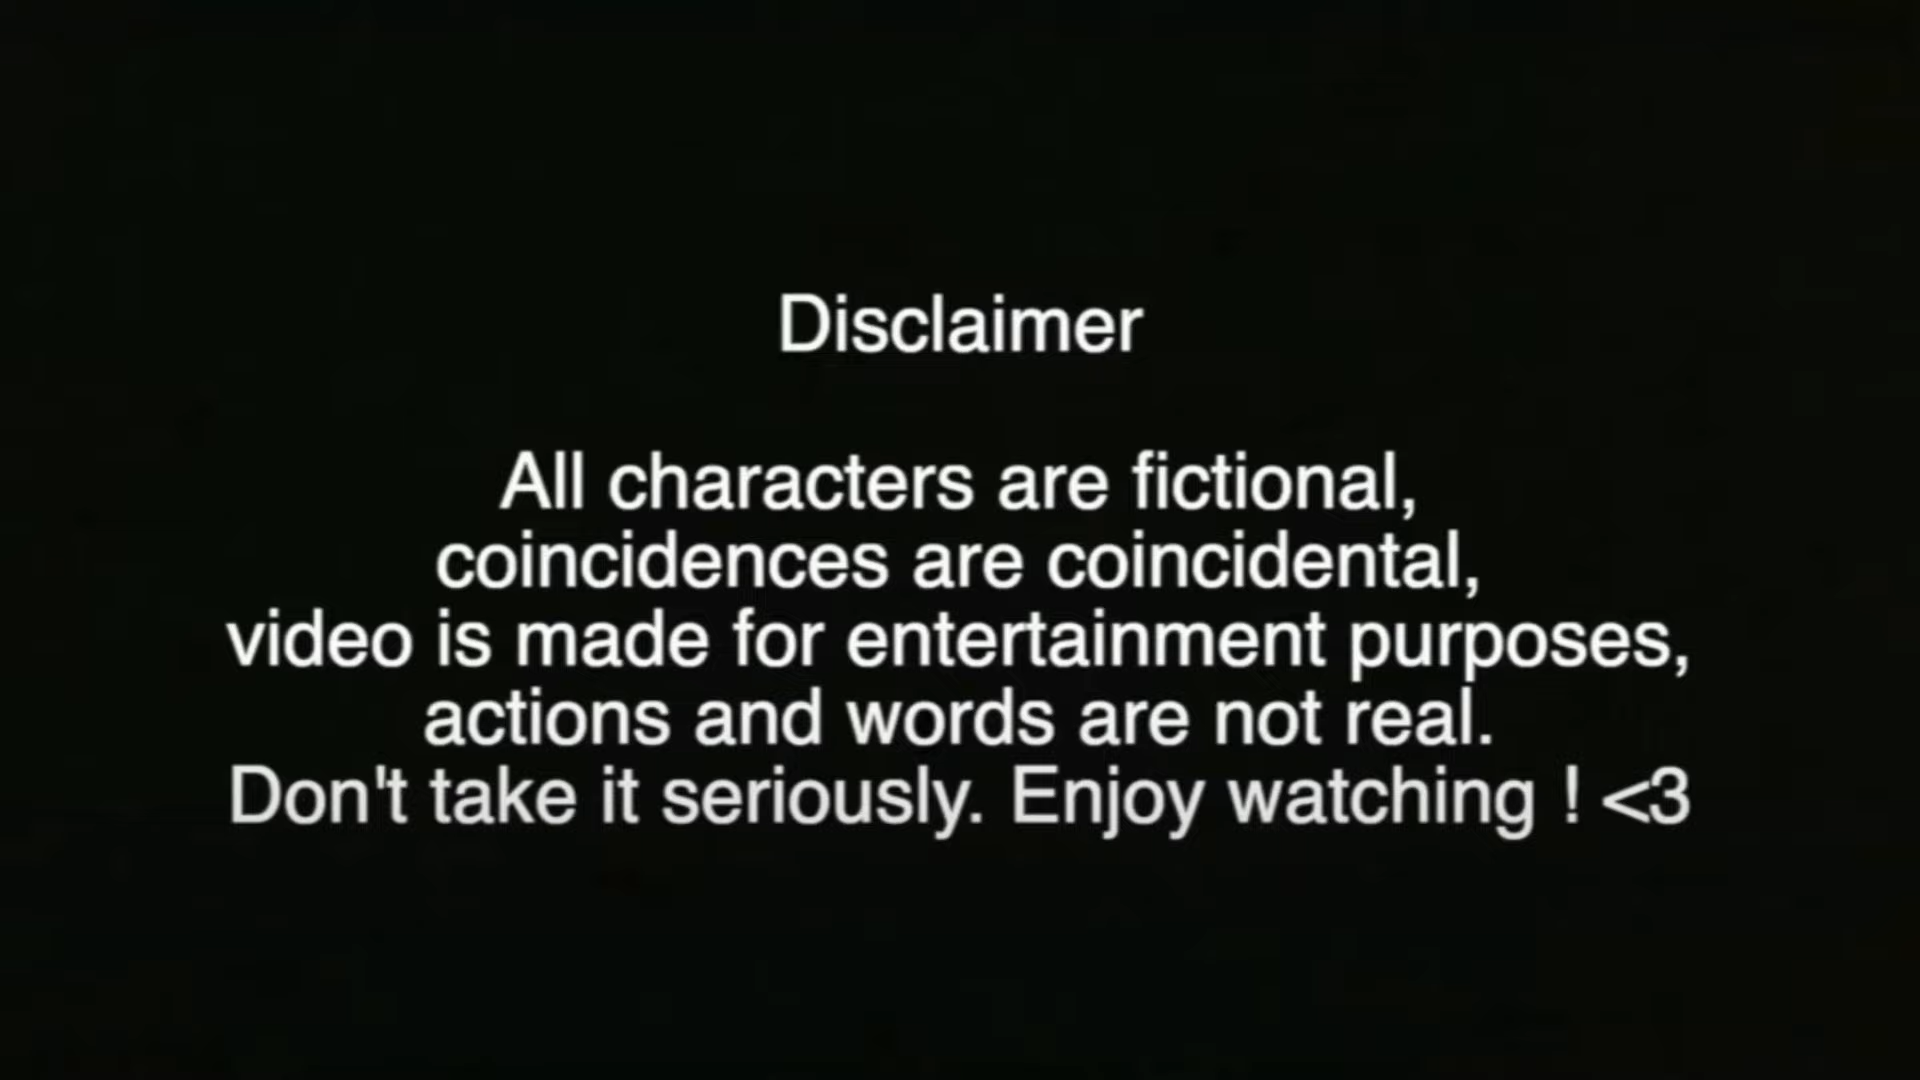 Disclaimer
All characters are fictional,
coincidences are coincidental,
video is made for entertainment purposes,
actions and words are not real.
Don't take it seriously. Enjoy watching ! <3